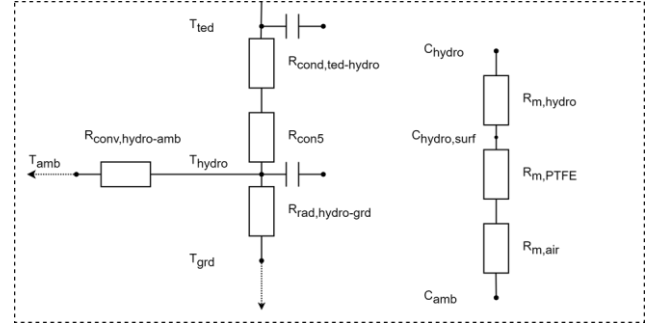 T_ted
R_cond,ted-hydro
R_con5
R_conv,hydro-amb
T_amb
T_hydro
R_rad,hydro-grd
T_grd
C_hydro
R_m,hydro
C_hydro,surf
R_m,PTFE
R_m,air
C_amb